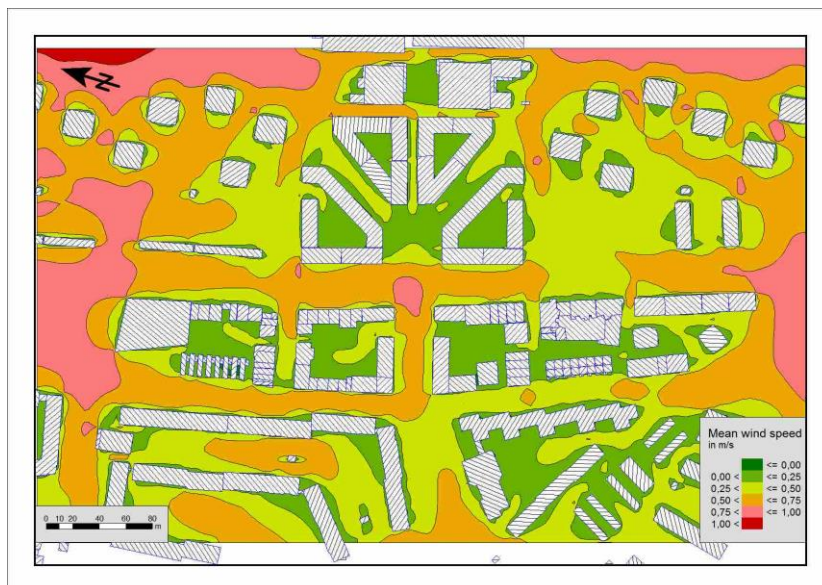 N
Mean wind speed
in m/s
<= 0,00
0,00 < <= 0,25
0,25 < <= 0,50
0,50 < <= 0,75
0,75 < <= 1,00
1,00 <
0 10 20 40 60 80
m